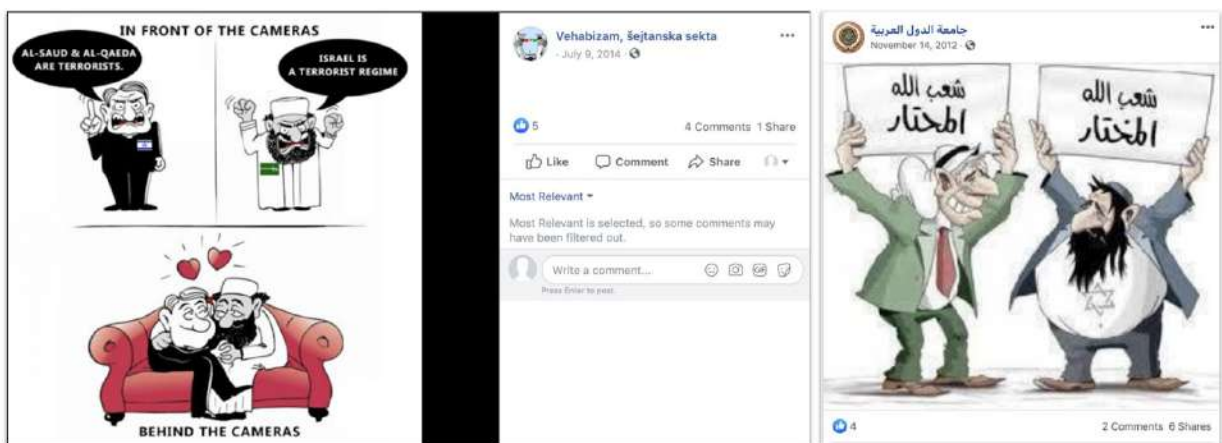 IN FRONT OF THE CAMERAS
AL-SAUD & AL-QAEDA
ARE TERRORISTS.
ISRAEL IS
A TERRORIST REGIME
BEHIND THE CAMERAS
Vehabizam, šejtanska sekta
July 9, 2014
5
4 Comments 1 Share
Like Comment Share
Most Relevant
Most Relevant is selected, so some comments may
have been filtered out.
Write a comment...
GIF
Press Enter to post.
جامعة الدول العربية
November 14, 2012
شعب الله
المحتار
شعب الله
المختار
4
2 Comments 6 Shares